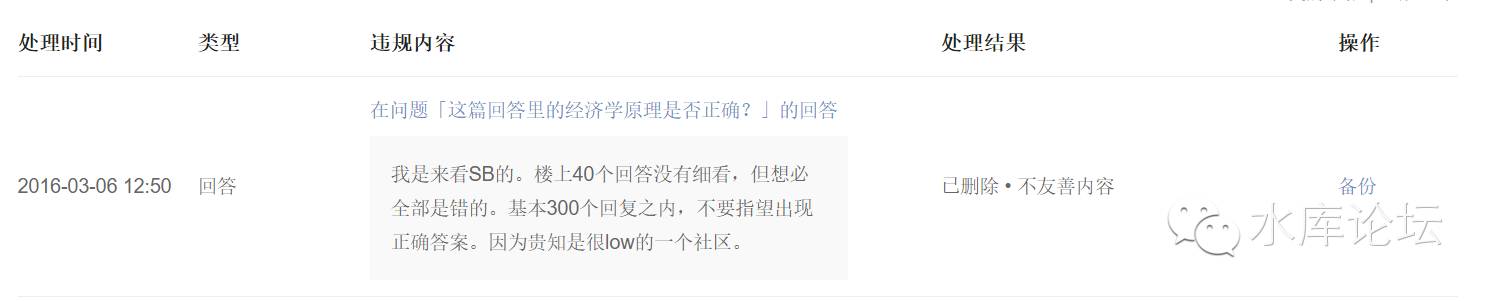 处理时间 类型 违规内容 处理结果 操作
在问题「这篇回答里的经济学原理是否正确？」的回答
我是来看SB的。楼上40个回答没有细看，但想必
2016-03-06 12:50 回答 全部是错的。基本300个回复之内，不要指望出现 已删除 • 不友善内容 备份
正确答案。因为贵知是很low的一个社区。
水库论坛